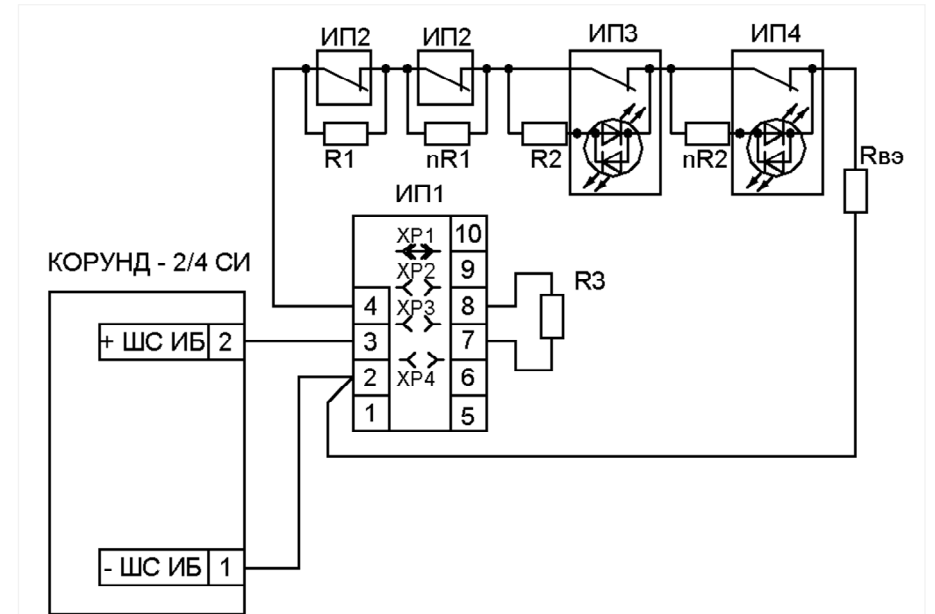 ИП2
ИП2
ИП3
ИП4
R1
nR1
R2
nR2
Rвэ
ИП1
КОРУНД - 2/4 СИ
XP1
10
XP2
9
4
XP3
8
R3
+ ШС ИБ 2
3
7
2
XP4
6
1
5
- ШС ИБ 1